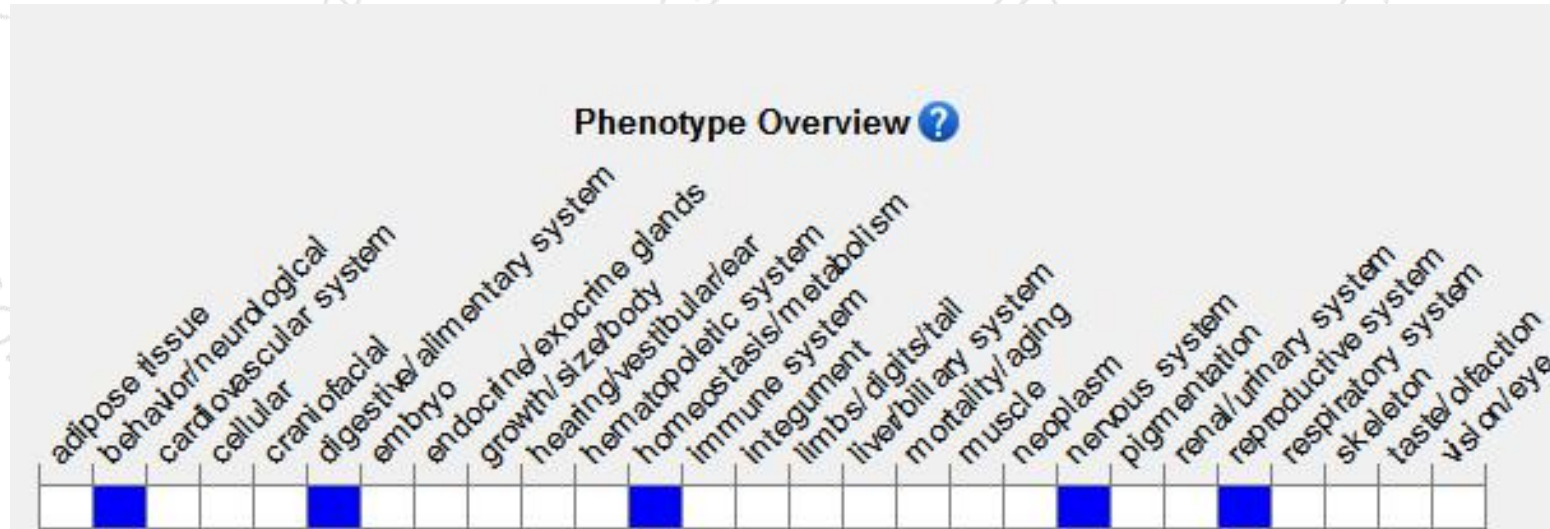 Phenotype Overview ?
adipose tissue
behavior/neurological
cardiovascular system
cellular
craniofacial
digestive/alimentary system
embryo
endocrine/exocrine glands
growth/size/body
hearing/vestibular/ear
hematopoietic system
homeostasis/metabolism
immune system
integument
limbs/digits/tail
liver/biliary system
mortality/aging
muscle
neoplasm
nervous system
pigmentation
renal/urinary system
reproductive system
respiratory system
skeleton
taste/olfaction
vision/eye